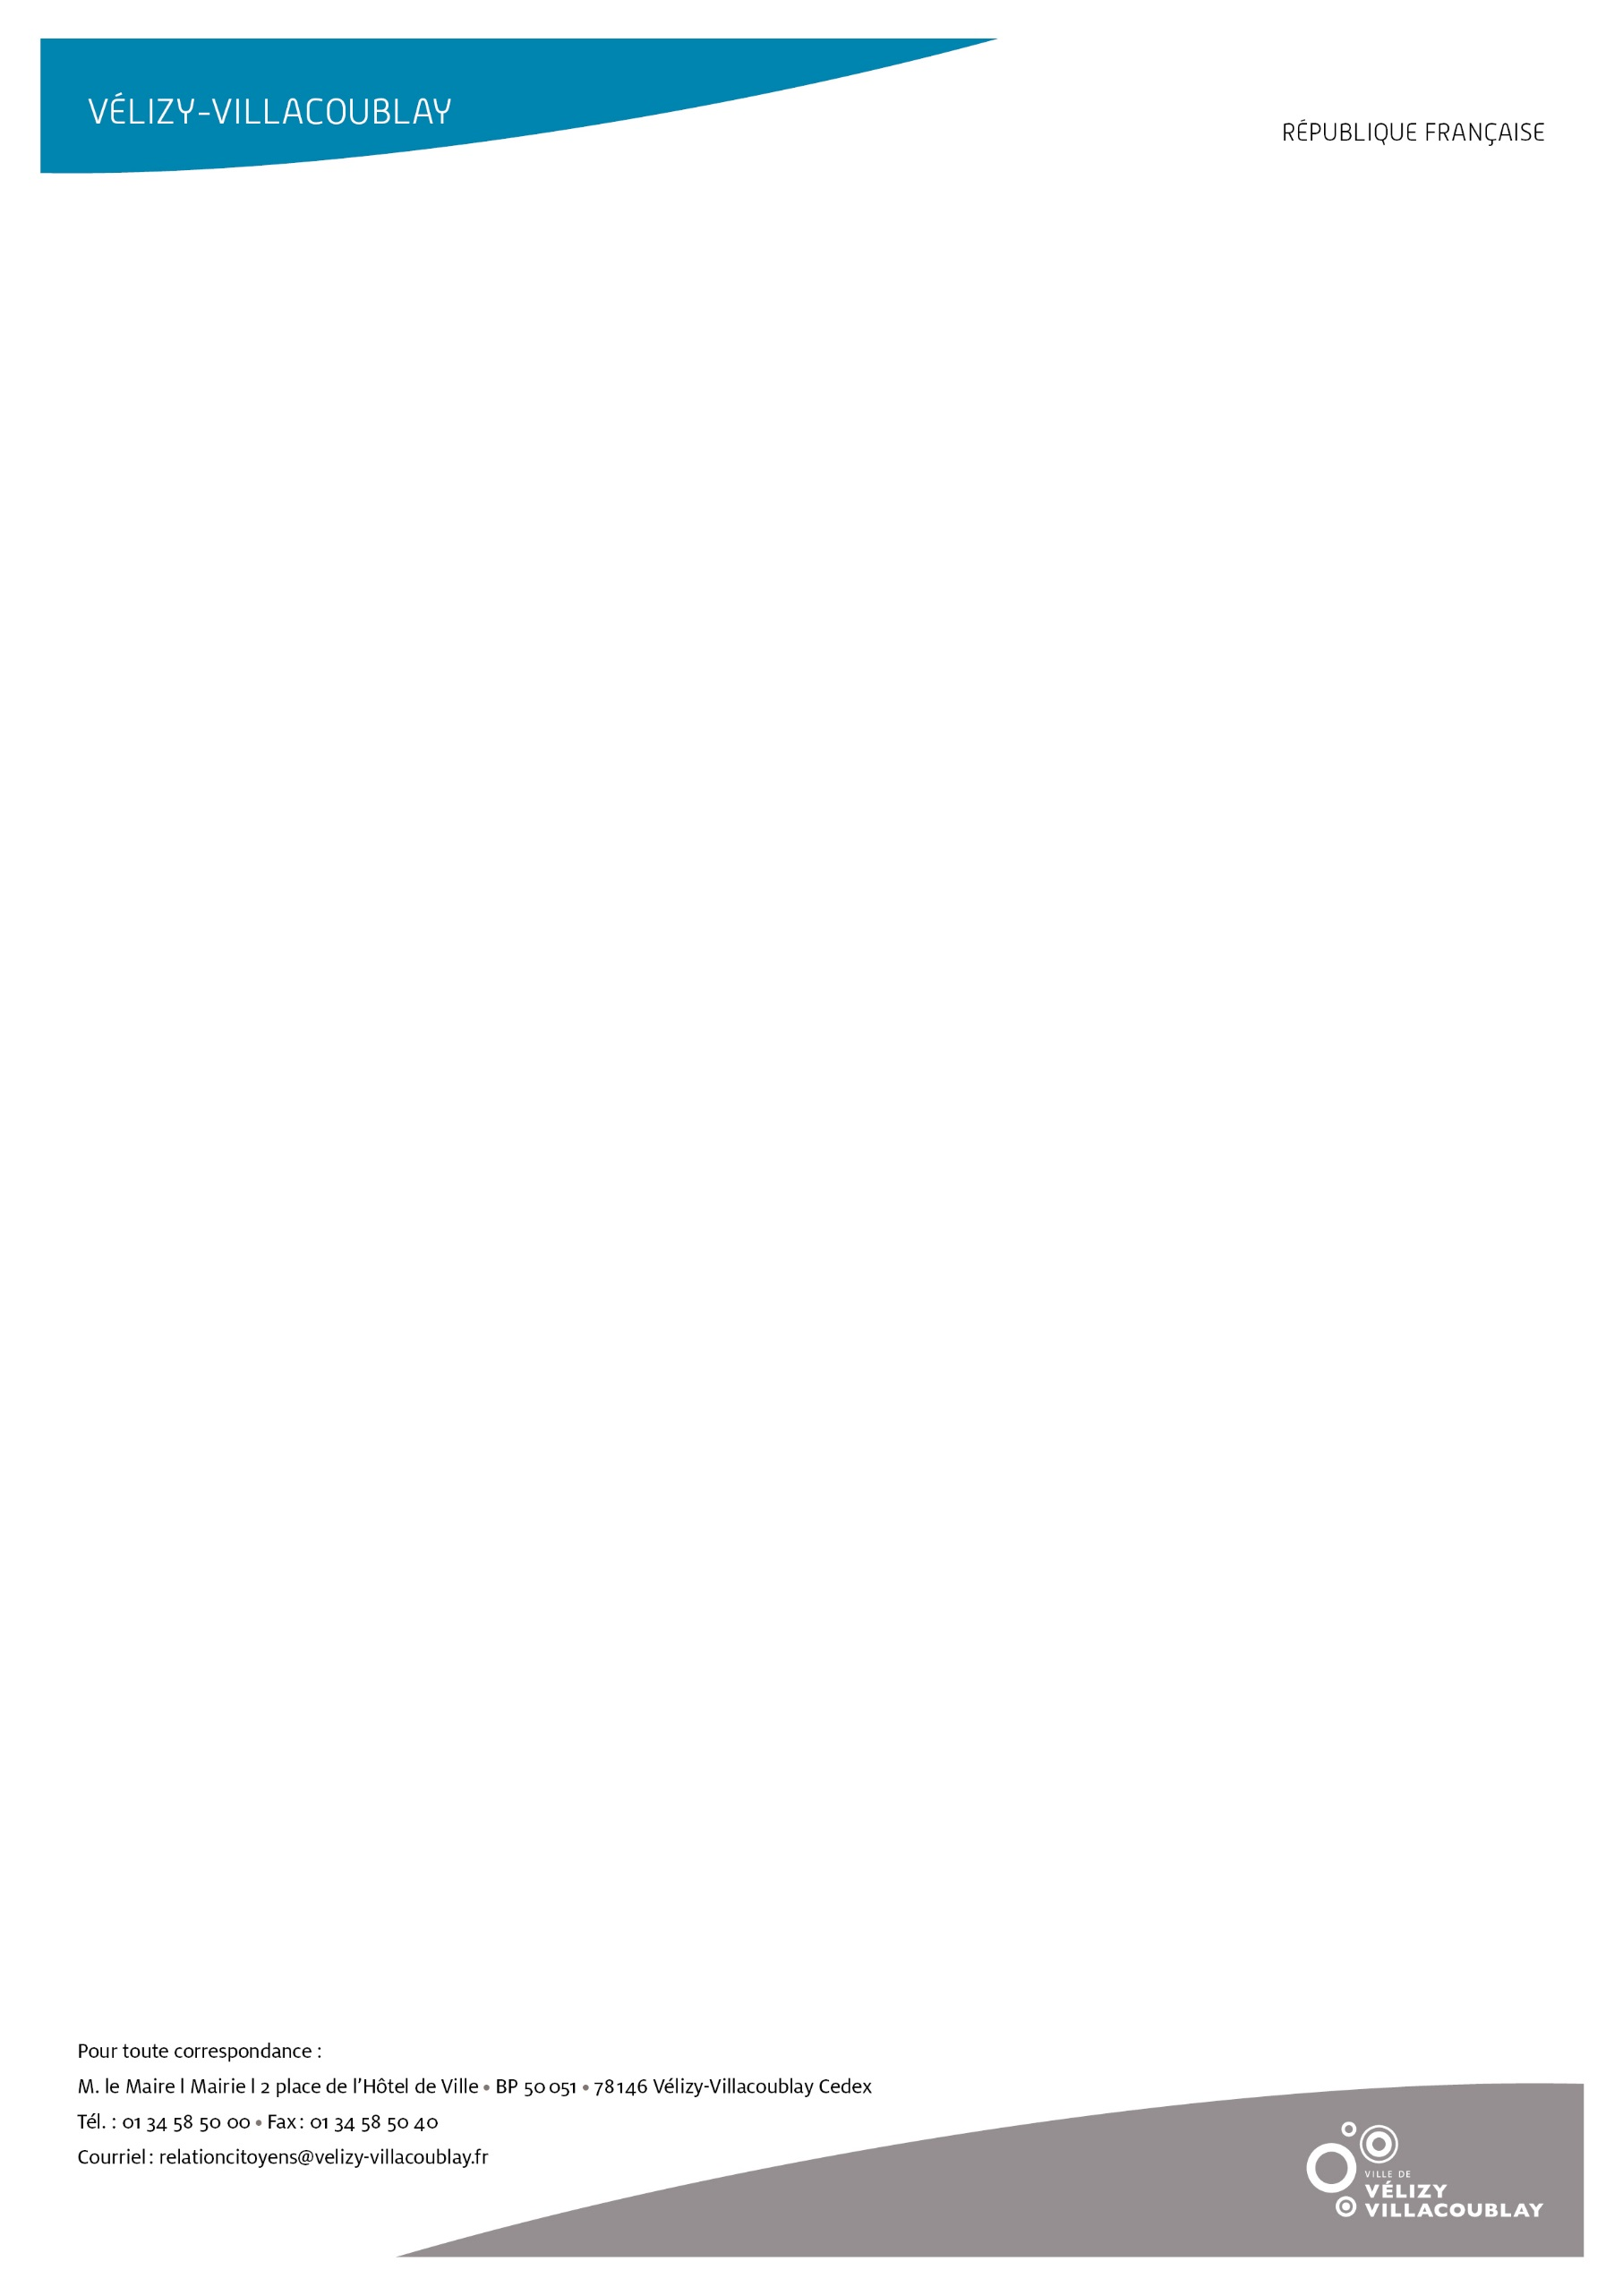 VÉLIZY-VILLACOUBLAY
RÉPUBLIQUE FRANÇAISE
Pour toute correspondance :
M. le Maire l Mairie l 2 place de l’Hôtel de Ville • BP 50 051 • 78146 Vélizy-Villacoublay Cedex
Tél. : 01 34 58 50 00 • Fax : 01 34 58 50 40
Courriel : relationcitoyens@velizy-villacoublay.fr
VILLE DE
VÉLIZY
VILLACOUBLAY